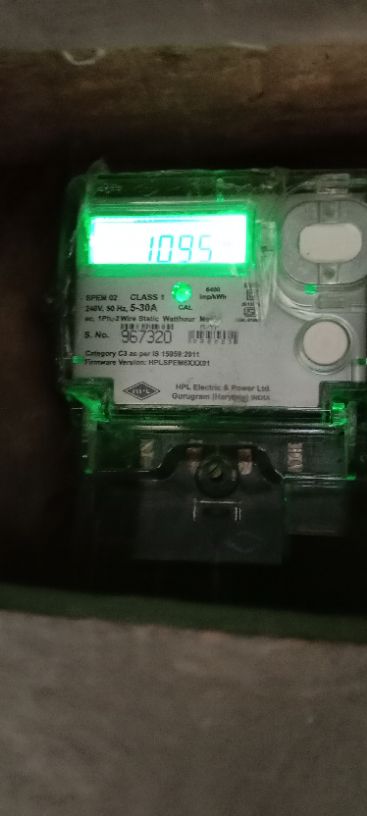 1095
SPEM 02 CLASS 1 6400
imp/kWh
240V, 50 Hz, 5-30A CAL
ac, 1Ph,-2 Wire Static Watthour
S. No. 967320
Category C3 as per IS 15959:2011
Firmware Version: HPLSPEM
HPL
HPL Electric & Power Ltd.
Gurugram (Haryana) INDIA